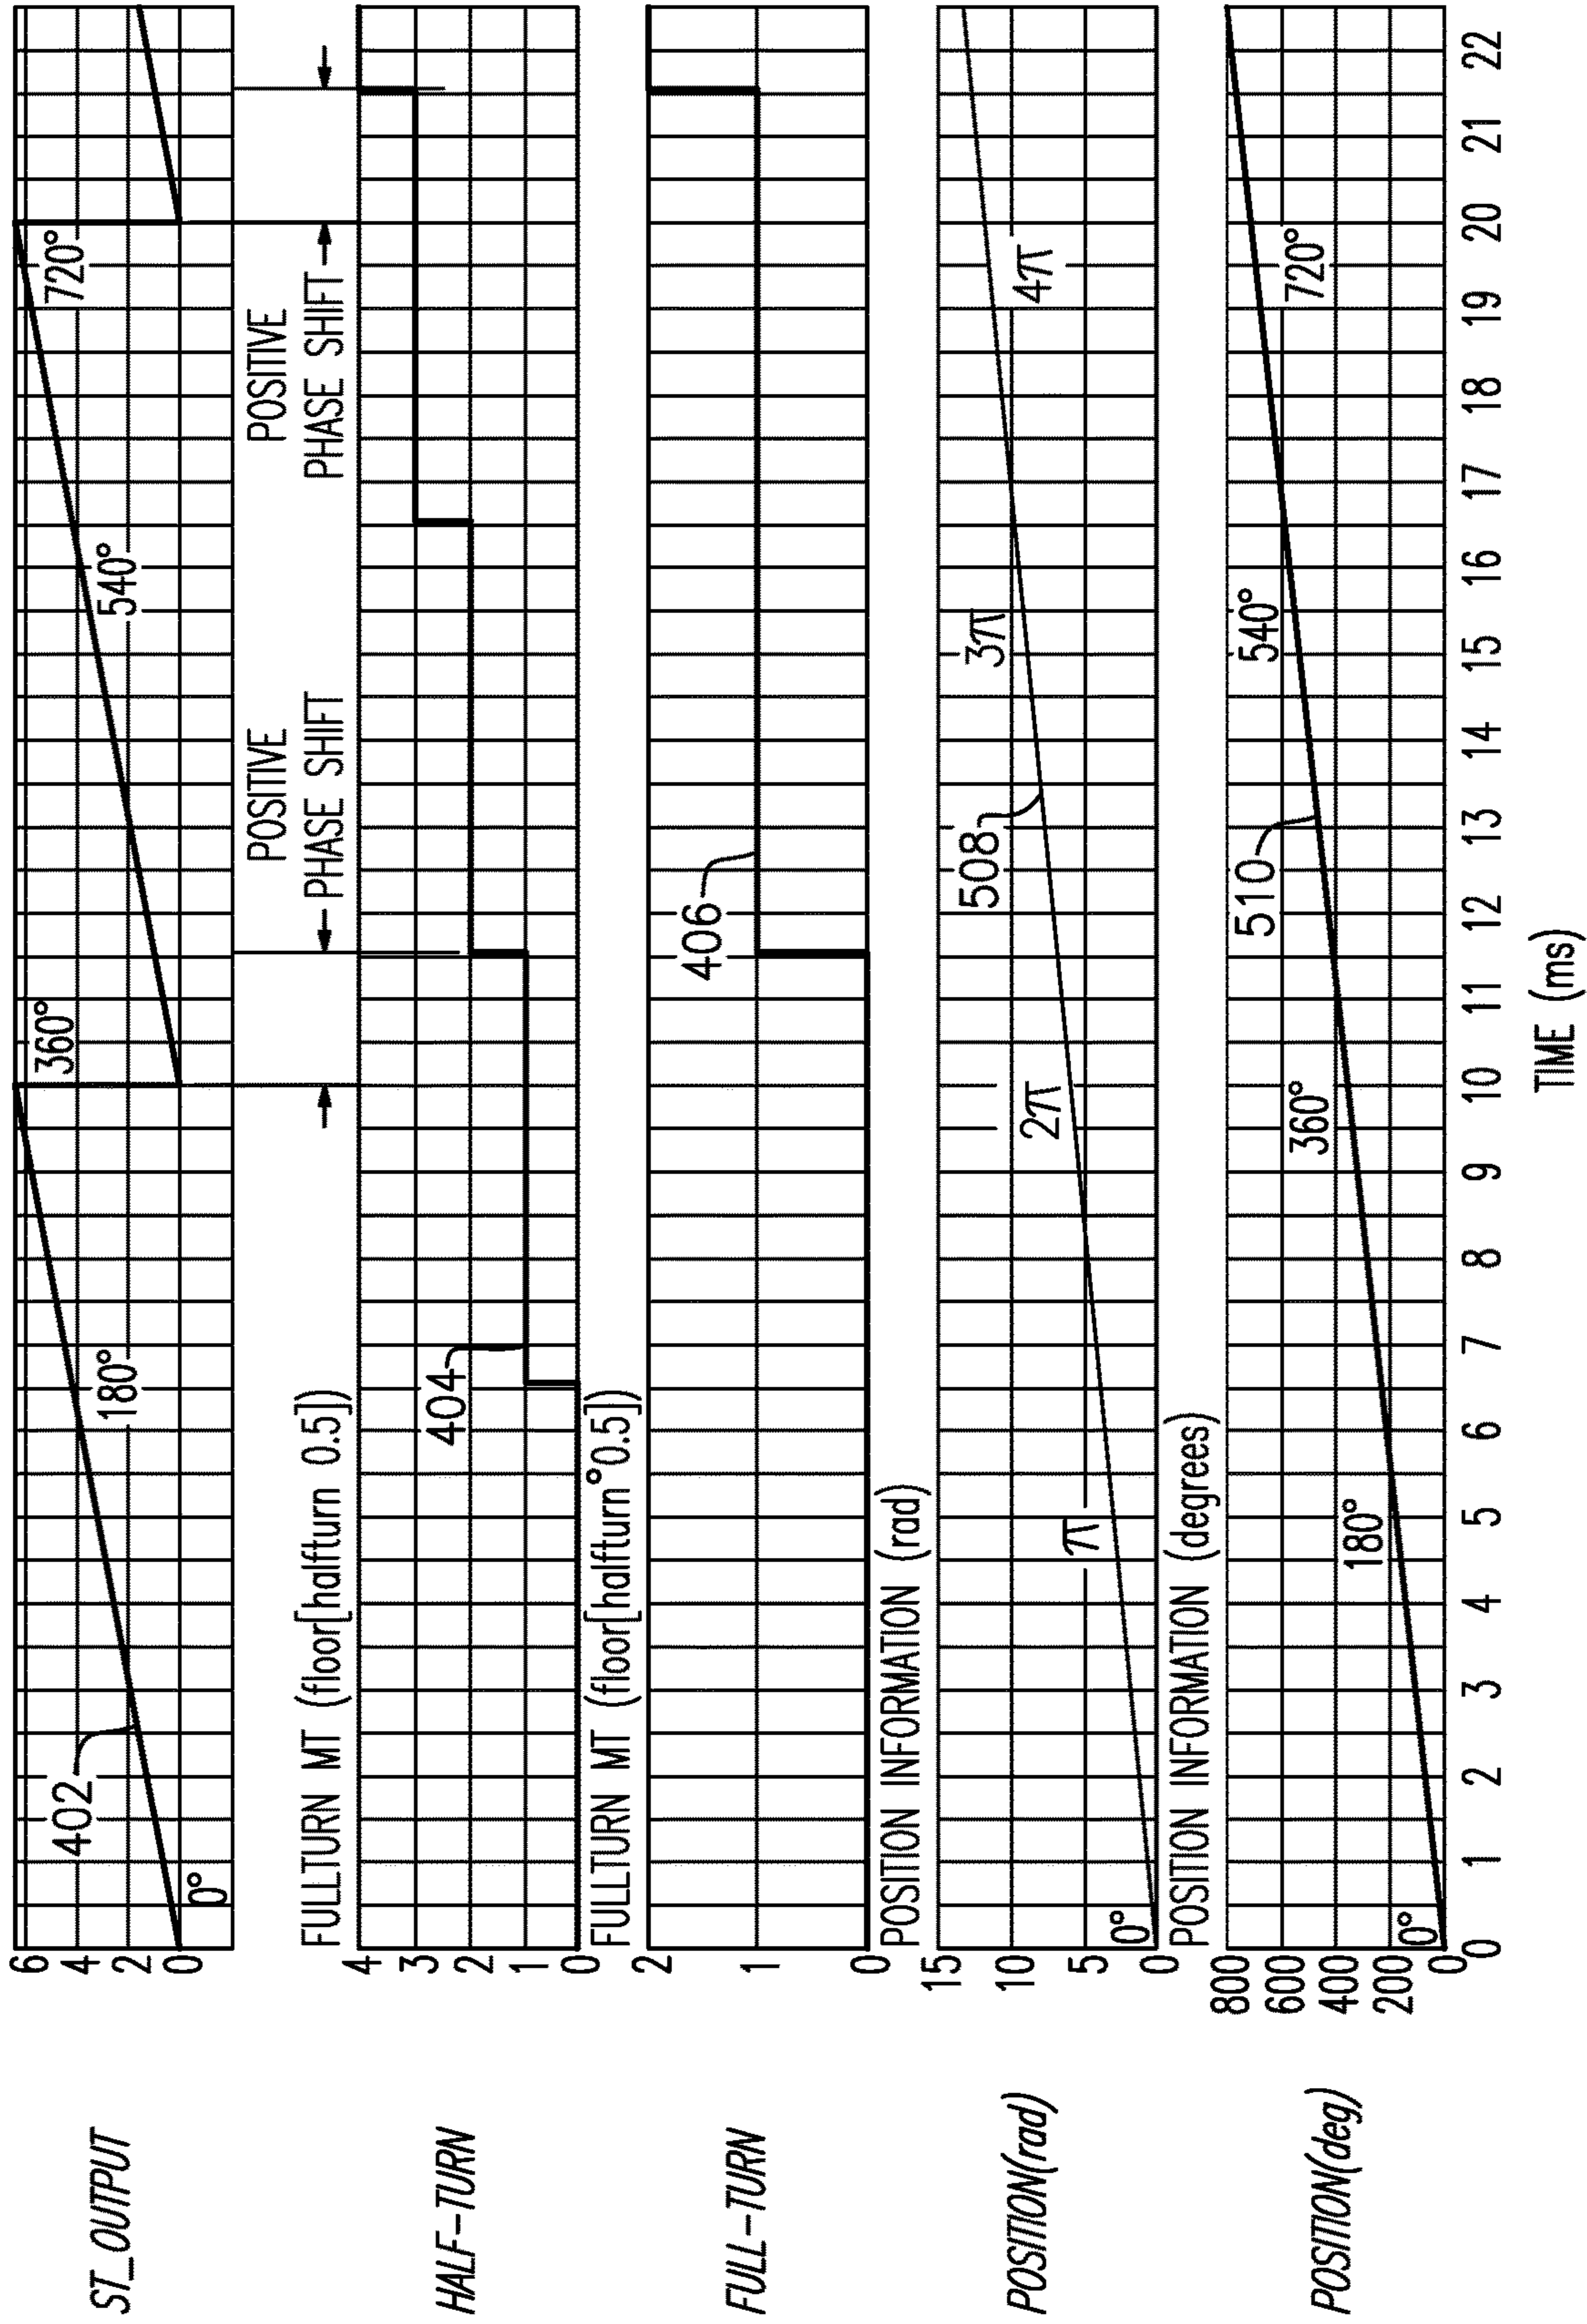 ST_OUTPUT
6
4
2
0
0°
402
180°
360°
540°
720°
POSITIVE
PHASE SHIFT
POSITIVE
PHASE SHIFT
FULLTURN MT (floor[halfturn 0.5])
HALF-TURN
4
3
2
1
0
404
FULLTURN MT (floor[halfturn°0.5])
FULL-TURN
2
1
0
406
POSITION INFORMATION (rad)
POSITION(rad)
15
10
5
0
0°
π
2π
508
3π
4π
POSITION INFORMATION (degrees)
POSITION(deg)
800
600
400
200
0
0°
180°
360°
510
540°
720°
0 1 2 3 4 5 6 7 8 9 10 11 12 13 14 15 16 17 18 19 20 21 22
TIME (ms)